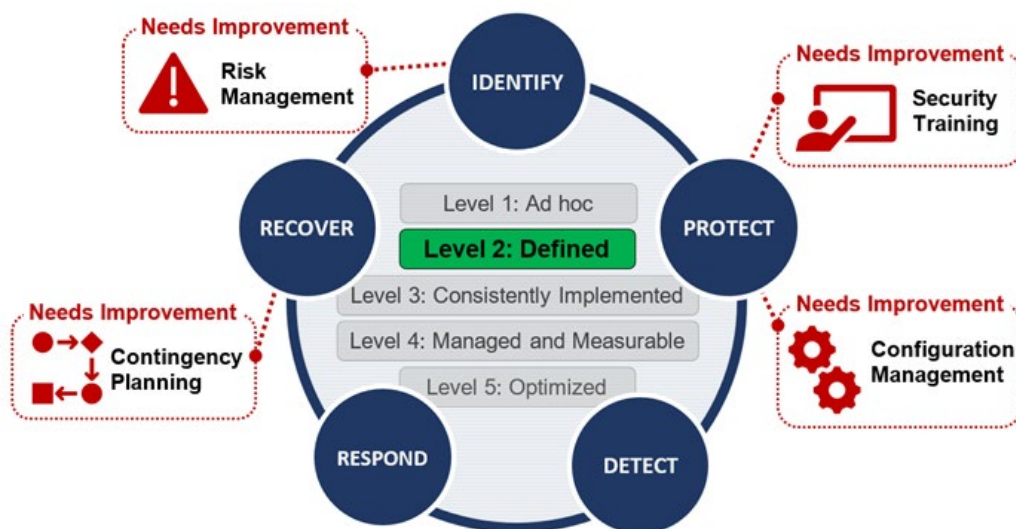 Needs Improvement
Risk
Management
IDENTIFY
Needs Improvement
Security
Training
RECOVER
PROTECT
Level 1: Ad hoc
Level 2: Defined
Level 3: Consistently Implemented
Level 4: Managed and Measurable
Level 5: Optimized
Needs Improvement
Contingency
Planning
Needs Improvement
Configuration
Management
RESPOND
DETECT